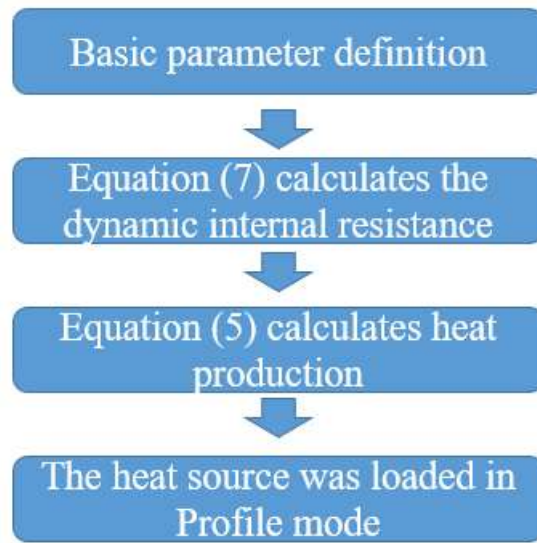 Basic parameter definition
Equation (7) calculates the
dynamic internal resistance
Equation (5) calculates heat
production
The heat source was loaded in
Profile mode